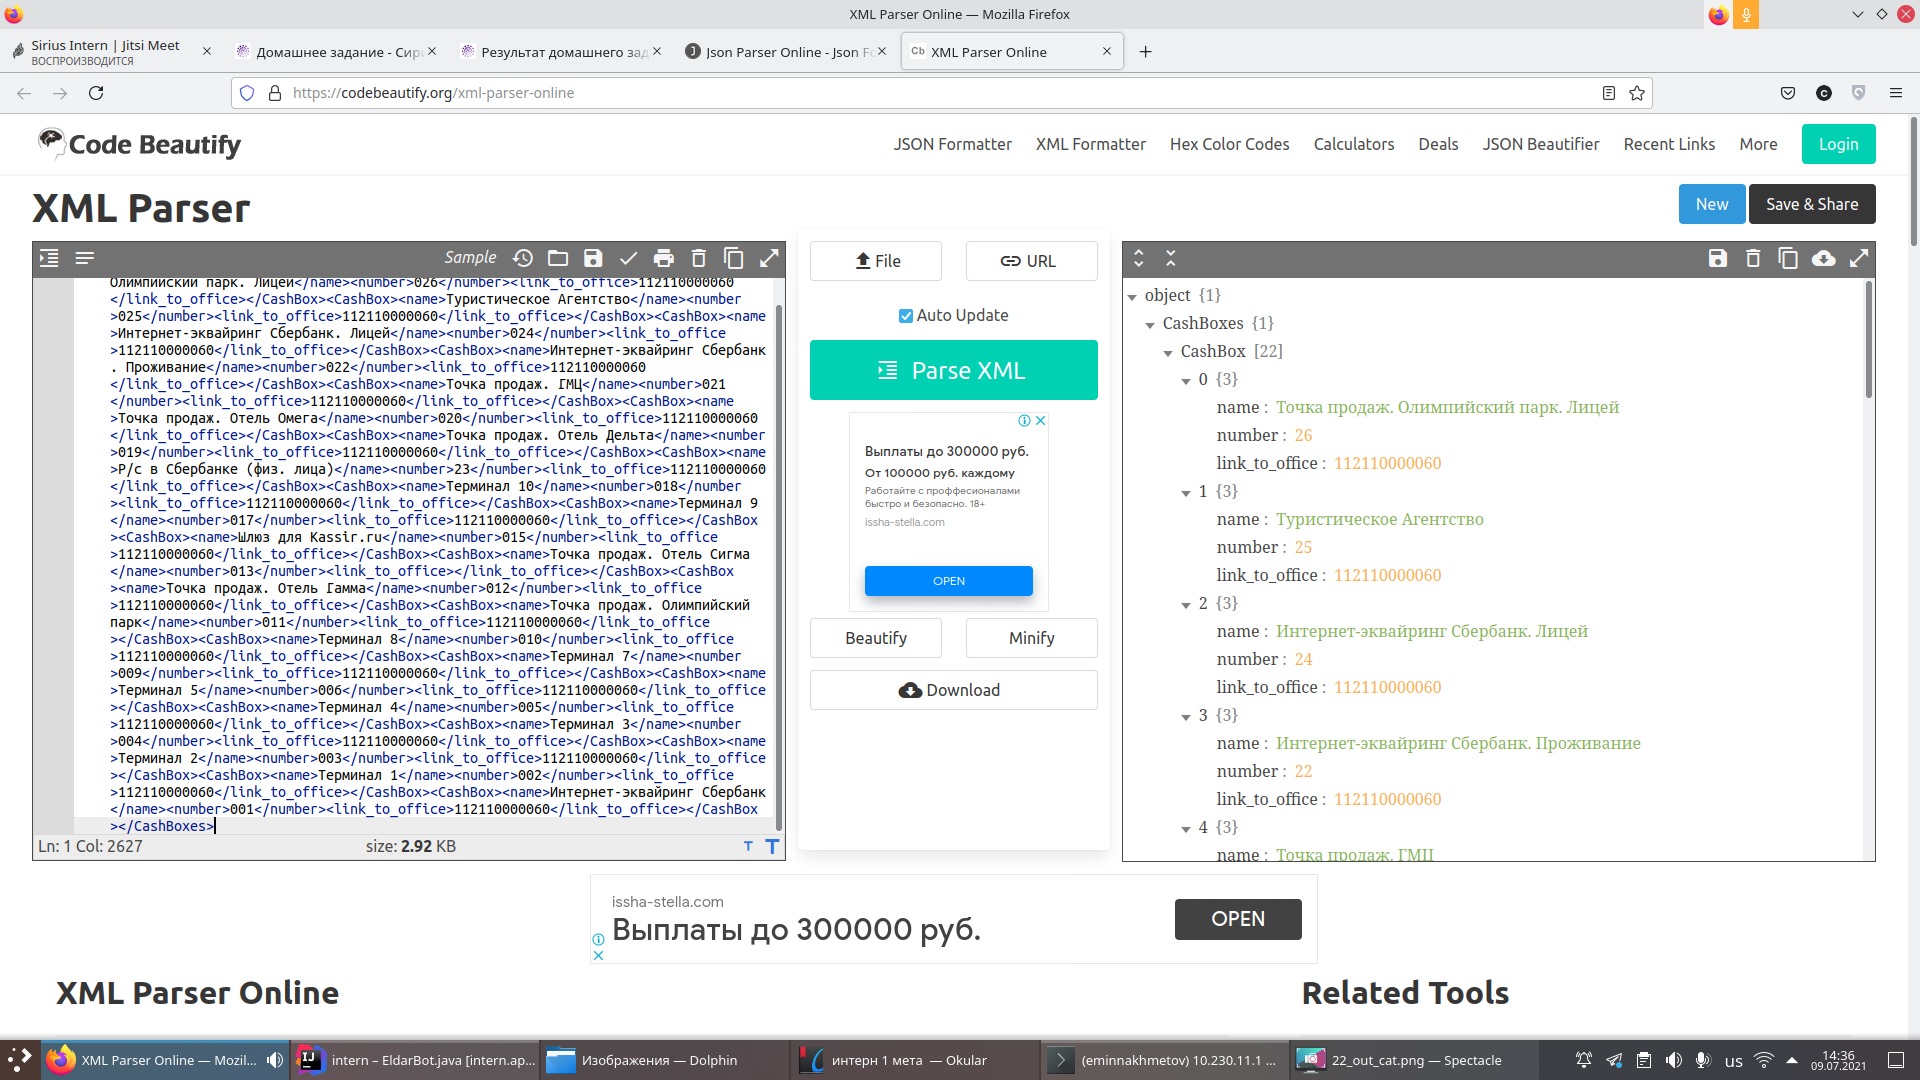 XML Parser Online — Mozilla Firefox
Sirius Intern | Jitsi Meet
ВОСПРОИЗВОДИТСЯ
Домашнее задание - Сири
Результат домашнего зад
Json Parser Online - Json Fo
Cb XML Parser Online
https://codebeautify.org/xml-parser-online
Code Beautify
JSON Formatter XML Formatter Hex Color Codes Calculators Deals JSON Beautifier Recent Links More Login
XML Parser
New Save & Share
Sample
Олимпийский парк. Лицей</name><number>026</number><link_to_office>112110000060
</link_to_office></CashBox><CashBox><name>Туристическое Агентство</name><number
>025</number><link_to_office>112110000060</link_to_office></CashBox><CashBox><name
>Интернет-эквайринг Сбербанк. Лицей</name><number>024</number><link_to_office
>112110000060</link_to_office></CashBox><CashBox><name>Интернет-эквайринг Сбербанк
. Проживание</name><number>022</number><link_to_office>112110000060
</link_to_office></CashBox><CashBox><name>Точка продаж. ГМЦ</name><number>021
</number><link_to_office>112110000060</link_to_office></CashBox><CashBox><name
>Точка продаж. Отель Омега</name><number>020</number><link_to_office>112110000060
</link_to_office></CashBox><CashBox><name>Точка продаж. Отель Дельта</name><number
>019</number><link_to_office>112110000060</link_to_office></CashBox><CashBox><name
>Р/с в Сбербанке (физ. лица)</name><number>23</number><link_to_office>112110000060
</link_to_office></CashBox><CashBox><name>Терминал 10</name><number>018</number
><link_to_office>112110000060</link_to_office></CashBox><CashBox><name>Терминал 9
</name><number>017</number><link_to_office>112110000060</link_to_office></CashBox
><CashBox><name>Шлюз для Kassir.ru</name><number>015</number><link_to_office
>112110000060</link_to_office></CashBox><CashBox><name>Точка продаж. Отель Сигма
</name><number>013</number><link_to_office></link_to_office></CashBox><CashBox
><name>Точка продаж. Отель Гамма</name><number>012</number><link_to_office
>112110000060</link_to_office></CashBox><CashBox><name>Точка продаж. Олимпийский
парк</name><number>011</number><link_to_office>112110000060</link_to_office
></CashBox><CashBox><name>Терминал 8</name><number>010</number><link_to_office
>112110000060</link_to_office></CashBox><CashBox><name>Терминал 7</name><number
>009</number><link_to_office>112110000060</link_to_office></CashBox><CashBox><name
>Терминал 5</name><number>006</number><link_to_office>112110000060</link_to_office
></CashBox><CashBox><name>Терминал 4</name><number>005</number><link_to_office
>112110000060</link_to_office></CashBox><CashBox><name>Терминал 3</name><number
>004</number><link_to_office>112110000060</link_to_office></CashBox><CashBox><name
>Терминал 2</name><number>003</number><link_to_office>112110000060</link_to_office
></CashBox><CashBox><name>Терминал 1</name><number>002</number><link_to_office
>112110000060</link_to_office></CashBox><CashBox><name>Интернет-эквайринг Сбербанк
</name><number>001</number><link_to_office>112110000060</link_to_office></CashBox
></CashBoxes>
Ln: 1 Col: 2627 size: 2.92 KB T T
File URL
Auto Update
Parse XML
Выплаты до 300000 руб.
От 100000 руб. каждому
Работайте с проффесионалами
быстро и безопасно. 18+
issha-stella.com
OPEN
Beautify Minify
Download
object {1}
CashBoxes {1}
CashBox [22]
0 {3}
name : Точка продаж. Олимпийский парк. Лицей
number : 26
link_to_office : 112110000060
1 {3}
name : Туристическое Агентство
number : 25
link_to_office : 112110000060
2 {3}
name : Интернет-эквайринг Сбербанк. Лицей
number : 24
link_to_office : 112110000060
3 {3}
name : Интернет-эквайринг Сбербанк. Проживание
number : 22
link_to_office : 112110000060
4 {3}
name : Точка продаж. ГМЦ
issha-stella.com
Выплаты до 300000 руб.
OPEN
XML Parser Online
Related Tools
XML Parser Online — Mozil...
intern – EldarBot.java [intern.ap...
Изображения — Dolphin
интерн 1 мета — Okular
(eminnakhmetov) 10.230.11.1 ...
22_out_cat.png — Spectacle
us
14:36
09.07.2021